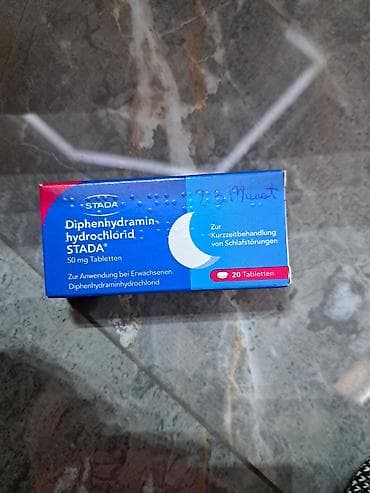 STADA
Diphenhydramin
hydrochlorid
STADA®
50 mg Tabletten
Zur Anwendung bei Erwachsenen
Diphenhydraminhydrochlorid
Zur
Kurzzeitbehandlung
von Schlafstörungen
20 Tabletten